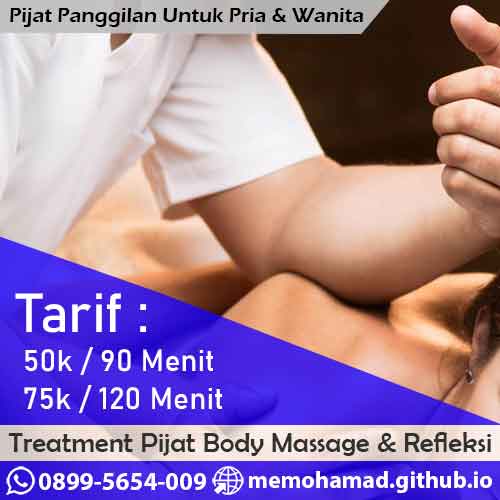 Pijat Panggilan Untuk Pria & Wanita
Tarif :
50k / 90 Menit
75k / 120 Menit
Treatment Pijat Body Massage & Refleksi
0899-5654-009 memohamad.github.io